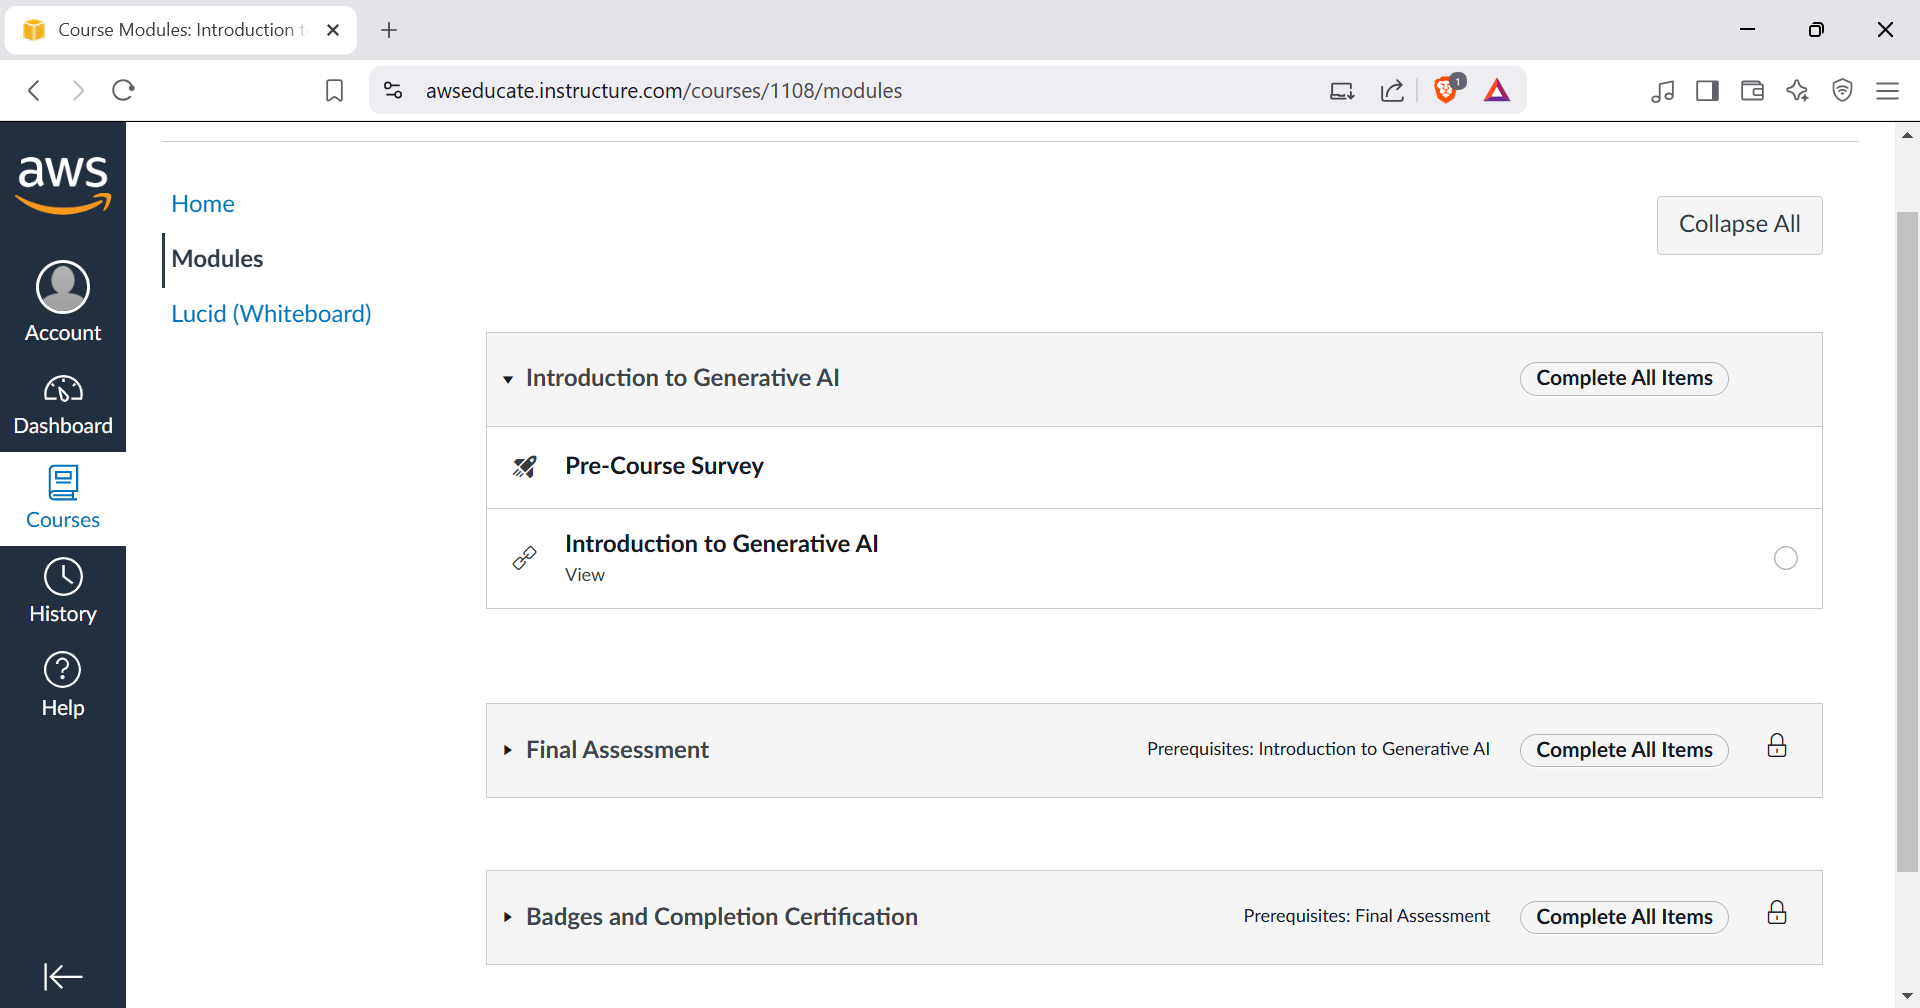 Course Modules: Introduction t
awseducate.instructure.com/courses/1108/modules
1
aws
Account
Dashboard
Courses
History
Help
Home
Modules
Lucid (Whiteboard)
Collapse All
Introduction to Generative AI
Complete All Items
Pre-Course Survey
Introduction to Generative AI
View
Final Assessment
Prerequisites: Introduction to Generative AI
Complete All Items
Badges and Completion Certification
Prerequisites: Final Assessment
Complete All Items